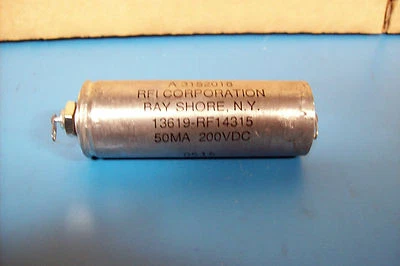 A 3152018
RFI CORPORATION
BAY SHORE, N.Y.
13619-RF14315
50MA 200VDC